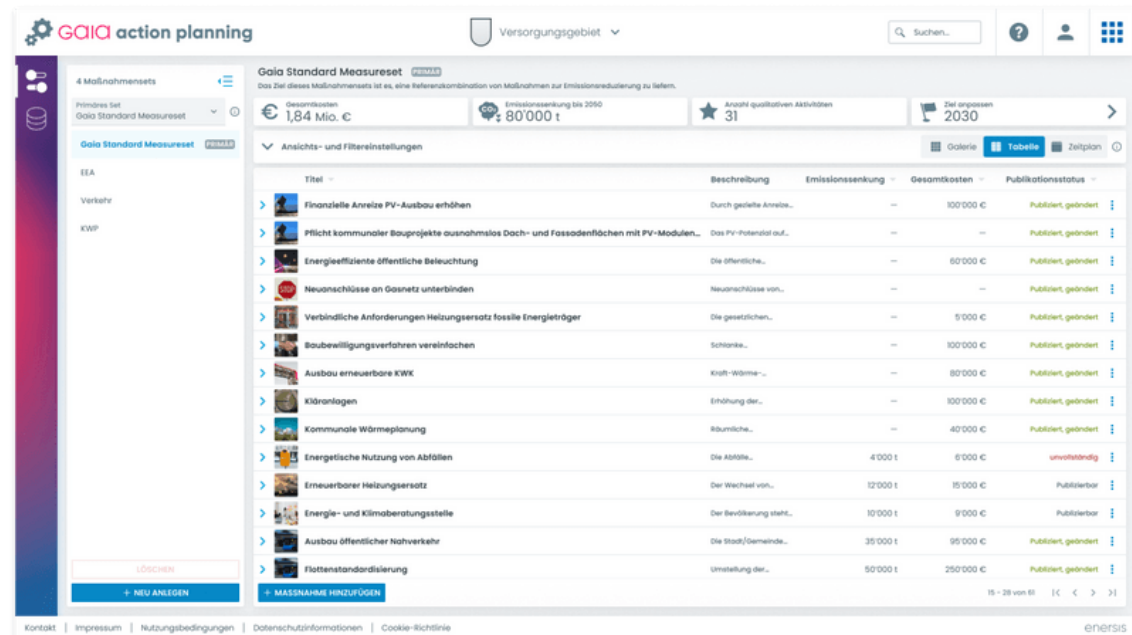 GAIA action planning
Versorgungsgebiet
Suchen...
?
4 Maßnahmensets
Primäres Set
Gaia Standard Measureset
Gaia Standard Measureset PRIMÄR
EEA
Verkehr
KWP
LÖSCHEN
+ NEU ANLEGEN
Gaia Standard Measureset PRIMÄR
Das Ziel dieses Maßnahmensets ist es, eine Referenzkombination von Maßnahmen zur Emissionsreduzierung zu liefern.
Gesamtkosten
1,84 Mio. €
CO₂
Emissionssenkung bis 2050
80'000 t
Anzahl qualitativen Aktivitäten
31
Ziel anpassen
2030
Ansichts- und Filtereinstellungen
Galerie Tabelle Zeitplan
Titel Beschreibung Emissionssenkung Gesamtkosten Publikationsstatus
Finanzielle Anreize PV-Ausbau erhöhen Durch gezielte Anreize... – 100'000 € Publiziert, geändert
Pflicht kommunaler Bauprojekte ausnahmslos Dach- und Fassadenflächen mit PV-Modulen... Das PV-Potenzial auf... – – Publiziert, geändert
Energieeffiziente öffentliche Beleuchtung Die öffentliche... – 60'000 € Publiziert, geändert
Neuanschlüsse an Gasnetz unterbinden Neuanschlüsse von... – – Publiziert, geändert
Verbindliche Anforderungen Heizungsersatz fossile Energieträger Die gesetzlichen... – 5'000 € Publiziert, geändert
Baubewilligungsverfahren vereinfachen Schlanke... – 100'000 € Publiziert, geändert
Ausbau erneuerbare KWK Kraft-Wärme-... – 80'000 € Publiziert, geändert
Kläranlagen Erhöhung der... – 100'000 € Publiziert, geändert
Kommunale Wärmeplanung Räumliche... – 40'000 € Publiziert, geändert
Energetische Nutzung von Abfällen Die Abfälle... 4'000 t 6'000 € unvollständig
Erneuerbarer Heizungsersatz Der Wechsel von... 12'000 t 15'000 € Publizierbar
Energie- und Klimaberatungsstelle Der Bevölkerung steht... 10'000 t 9'000 € Publizierbar
Ausbau öffentlicher Nahverkehr Die Stadt/Gemeinde... 35'000 t 95'000 € Publiziert, geändert
Flottenstandardisierung Umstellung der... 50'000 t 250'000 € Publiziert, geändert
+ MASSNAHME HINZUFÜGEN
15 - 28 von 61
Kontakt | Impressum | Nutzungsbedingungen | Datenschutzinformationen | Cookie-Richtlinie
enersis